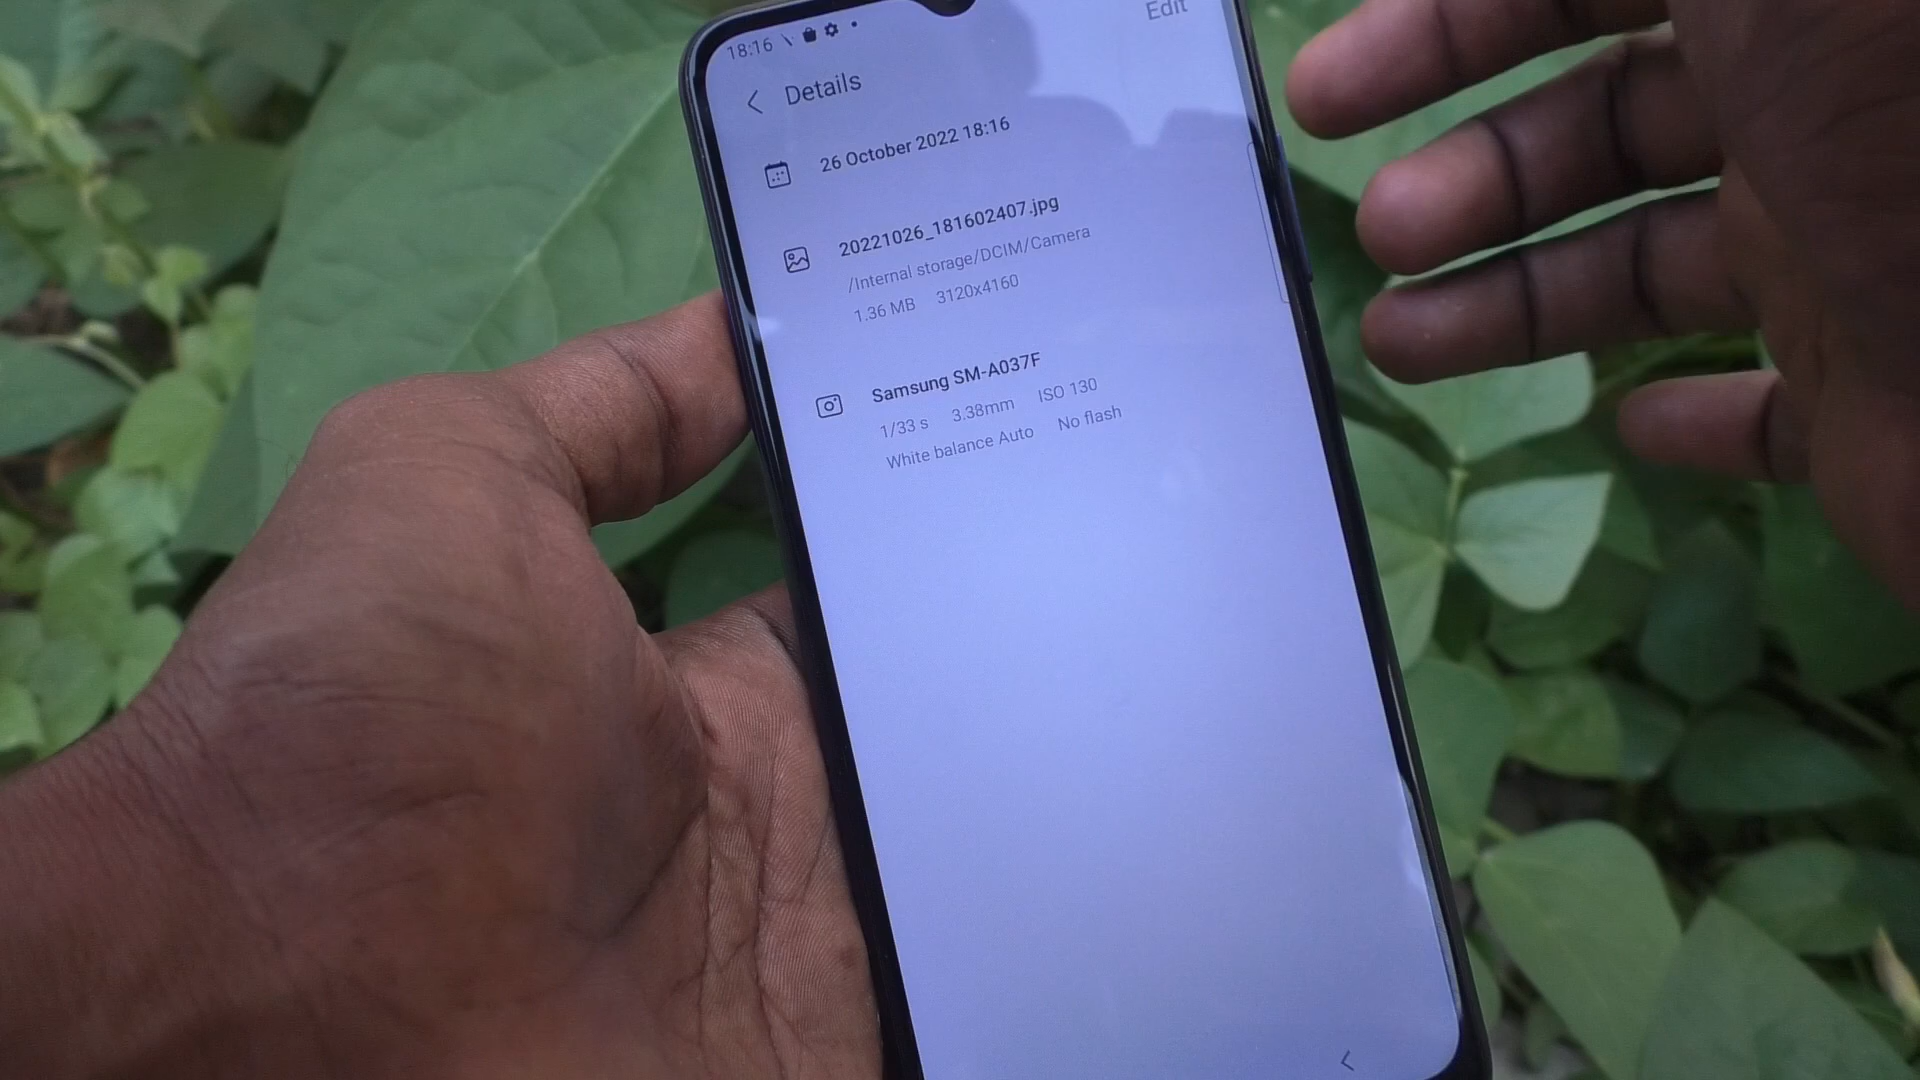 18:16
Edit
Details
26 October 2022 18:16
20221026_181602407.jpg
/Internal storage/DCIM/Camera
1.36 MB 3120x4160
Samsung SM-A037F
1/33 s 3.38mm ISO 130
White balance Auto No flash